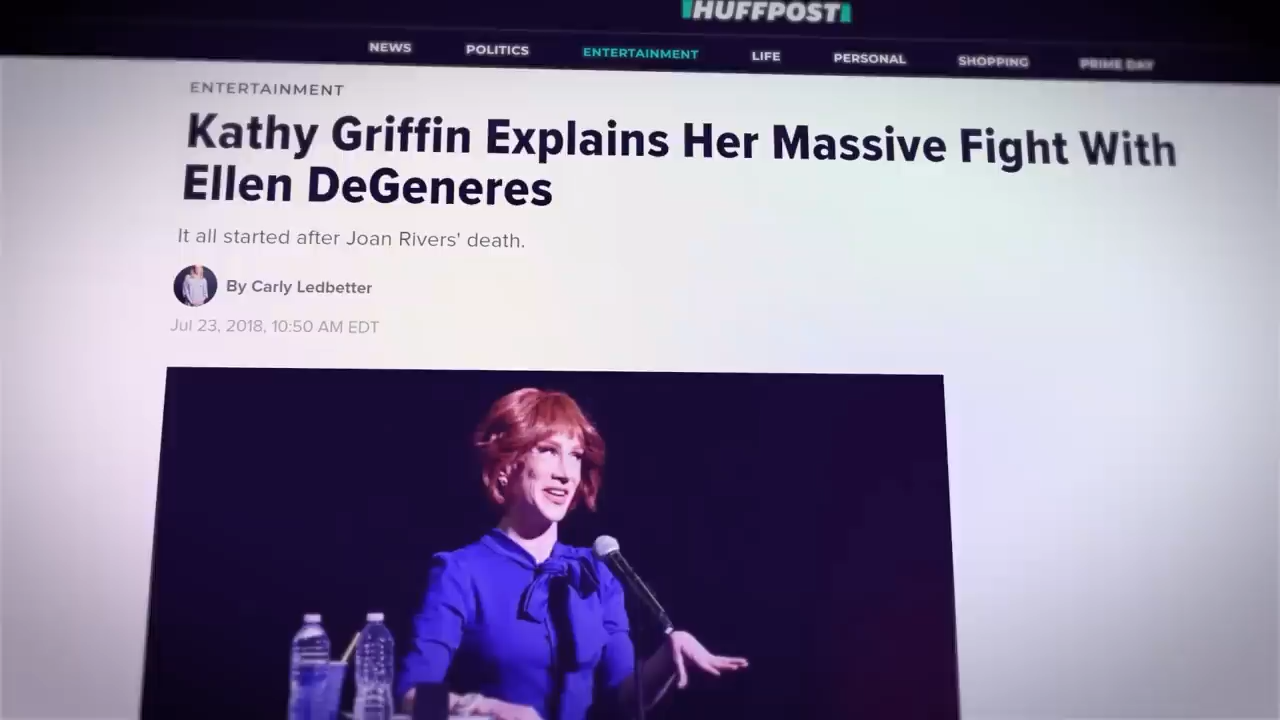 HUFFPOST
NEWS POLITICS ENTERTAINMENT LIFE PERSONAL SHOPPING PRIME DAY
ENTERTAINMENT
Kathy Griffin Explains Her Massive Fight With
Ellen DeGeneres
It all started after Joan Rivers' death.
By Carly Ledbetter
Jul 23, 2018, 10:50 AM EDT